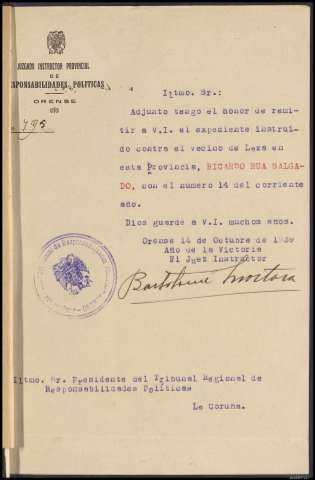 JUZGADO INSTRUCTOR PROVINCIAL
DE
RESPONSABILIDADES POLÍTICAS
ORENSE
495
Iltmo. Sr.:
Adjunto tengo el honor de remi-
tir a V.I. el expediente instrui-
do contra el vecino de Leza en
esta Provincia, RICARDO RUA SALGA-
DO, con el numero 14 del corriente
año.
Dios guarde a V.I. muchos años.
Orense 14 de Octubre de 1939
Año de la Victoria
El Juez Instructor
Iltmo. Sr. Presidente del Tribunal Regional de
Responsabilidades Políticas
La Coruña.